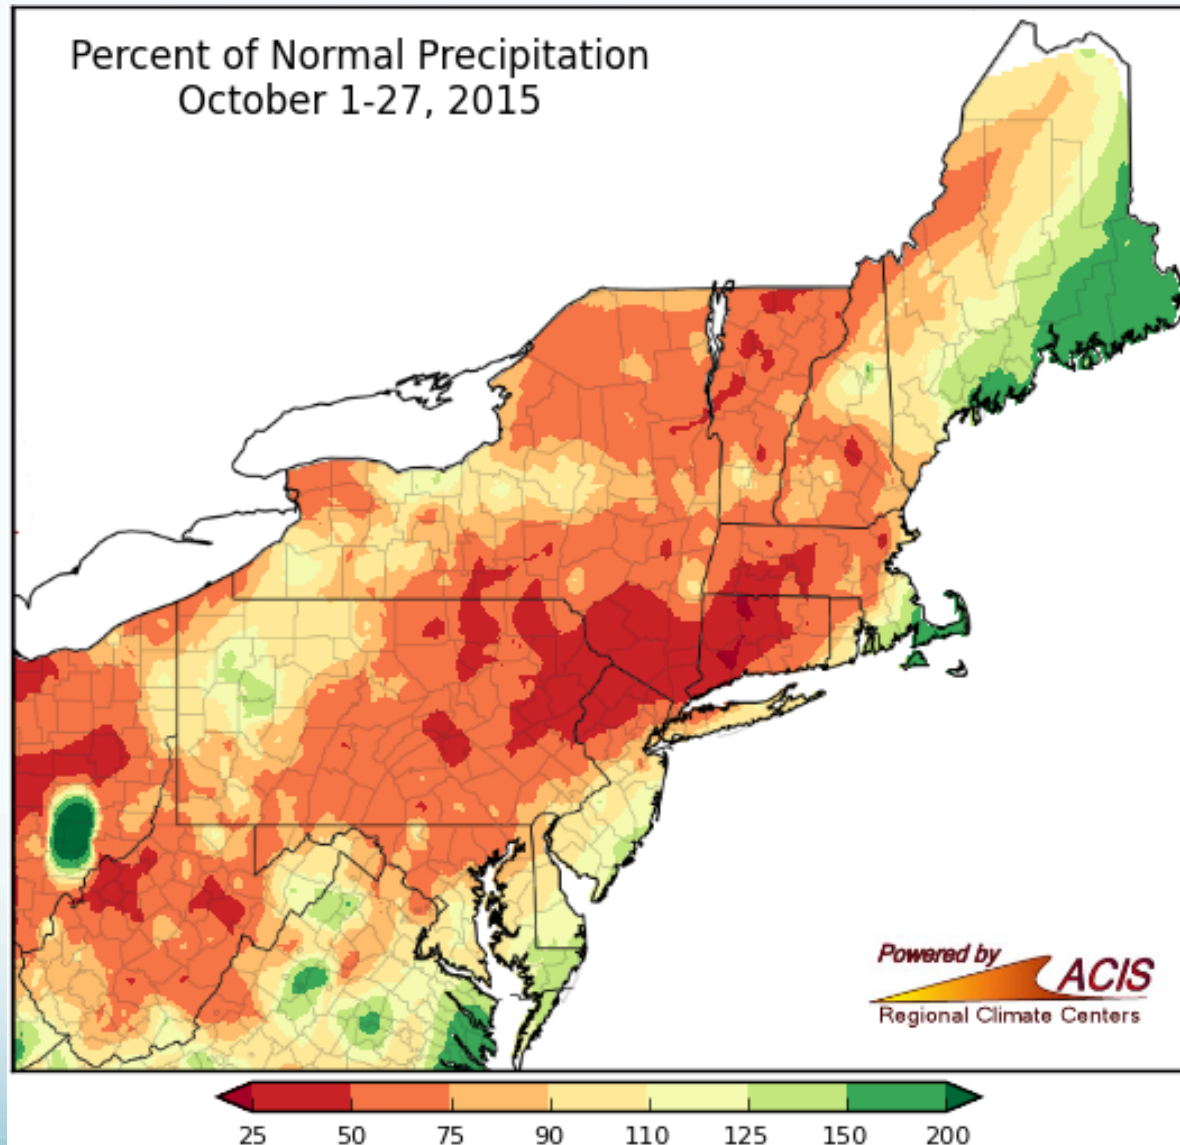 Percent of Normal Precipitation
October 1-27, 2015
Powered by
ACIS
Regional Climate Centers
25 50 75 90 110 125 150 200